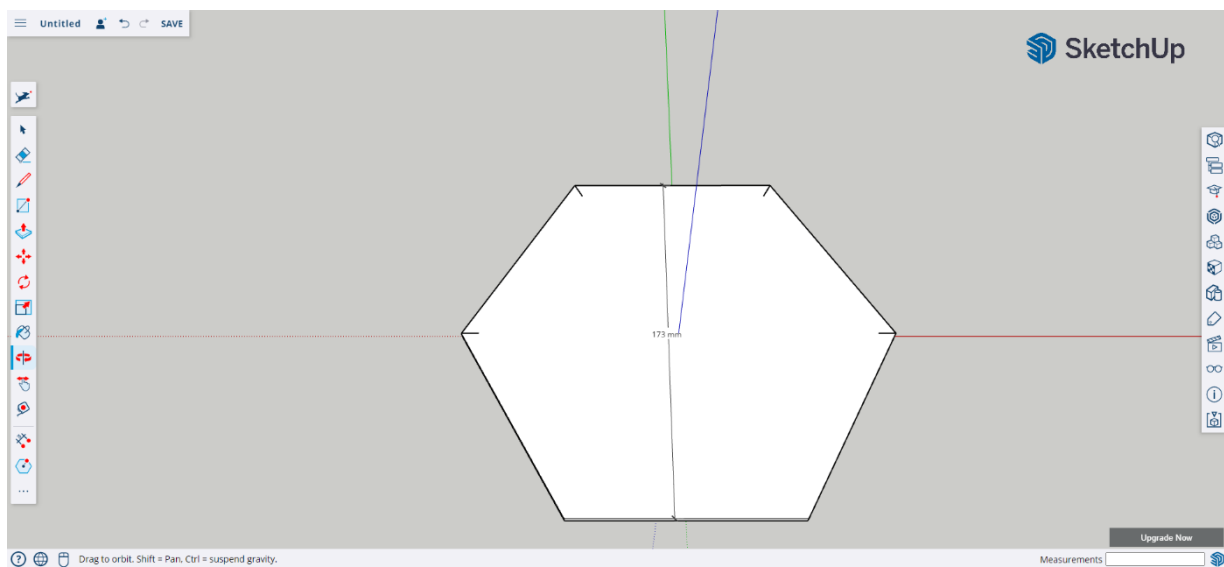 Untitled SAVE
SketchUp
173 mm
Upgrade Now
Drag to orbit. Shift = Pan. Ctrl = suspend gravity.
Measurements